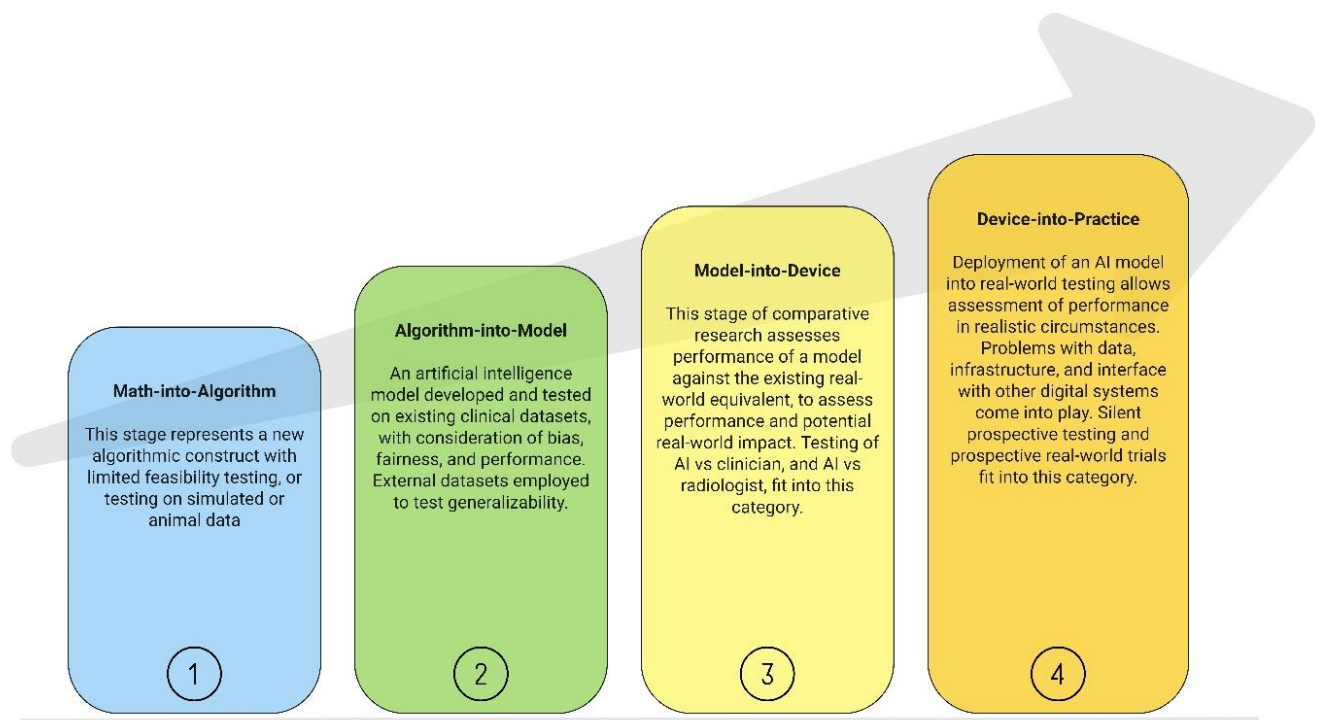 Math-into-Algorithm
This stage represents a new
algorithmic construct with
limited feasibility testing, or
testing on simulated or
animal data
1
Algorithm-into-Model
An artificial intelligence
model developed and tested
on existing clinical datasets,
with consideration of bias,
fairness, and performance.
External datasets employed
to test generalizability.
2
Model-into-Device
This stage of comparative
research assesses
performance of a model
against the existing real-
world equivalent, to assess
performance and potential
real-world impact. Testing of
AI vs clinician, and AI vs
radiologist, fit into this
category.
3
Device-into-Practice
Deployment of an AI model
into real-world testing allows
assessment of performance
in realistic circumstances.
Problems with data,
infrastructure, and interface
with other digital systems
come into play. Silent
prospective testing and
prospective real-world trials
fit into this category.
4